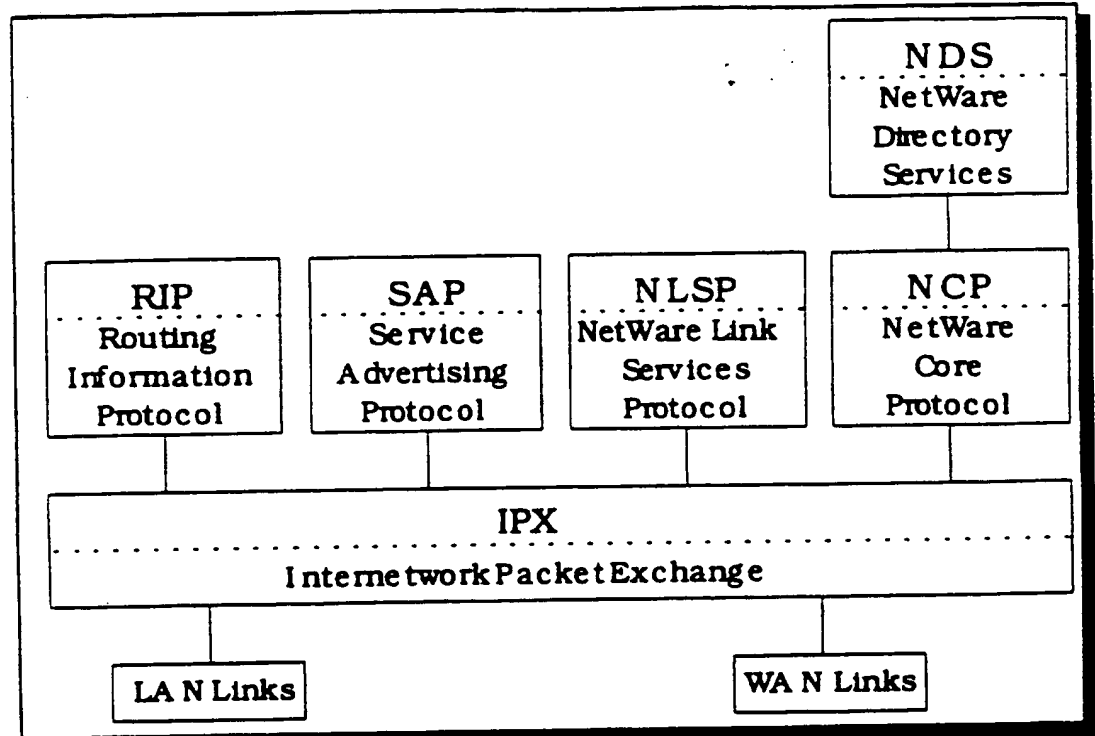 NDS
NetWare
Directory
Services
RIP
Routing
Information
Protocol
SAP
Service
Advertising
Protocol
NLSP
NetWare Link
Services
Protocol
NCP
NetWare
Core
Protocol
IPX
Internetwork Packet Exchange
LAN Links
WAN Links